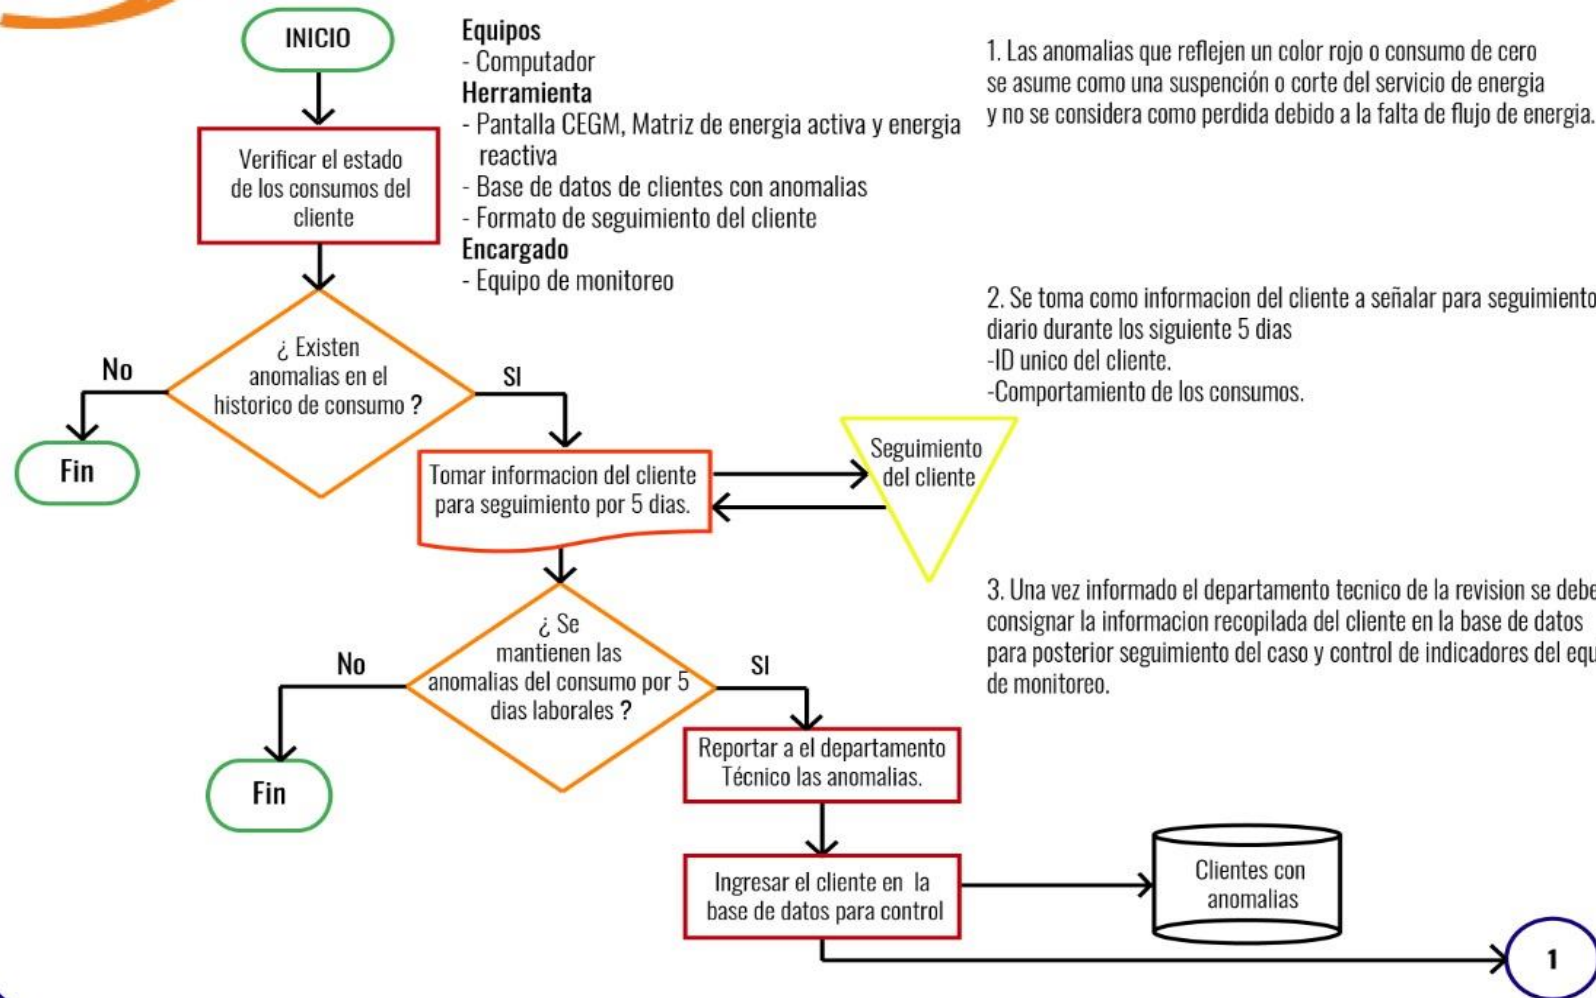 INICIO
Equipos
- Computador
Herramienta
- Pantalla CEGM, Matriz de energia activa y energia
reactiva
- Base de datos de clientes con anomalias
- Formato de seguimiento del cliente
Encargado
- Equipo de monitoreo
1. Las anomalias que reflejen un color rojo o consumo de cero
se asume como una suspención o corte del servicio de energia
y no se considera como perdida debido a la falta de flujo de energia.
Verificar el estado
de los consumos del
cliente
¿ Existen
anomalias en el
historico de consumo ?
No
SI
Fin
2. Se toma como informacion del cliente a señalar para seguimiento
diario durante los siguiente 5 dias
-ID unico del cliente.
-Comportamiento de los consumos.
Tomar informacion del cliente
para seguimiento por 5 dias.
Seguimiento
del cliente
3. Una vez informado el departamento tecnico de la revision se debe
consignar la informacion recopilada del cliente en la base de datos
para posterior seguimiento del caso y control de indicadores del
de monitoreo.
¿ Se
mantienen las
anomalias del consumo por 5
dias laborales ?
No
SI
Fin
Reportar a el departamento
Técnico las anomalias.
Ingresar el cliente en la
base de datos para control
Clientes con
anomalias
1